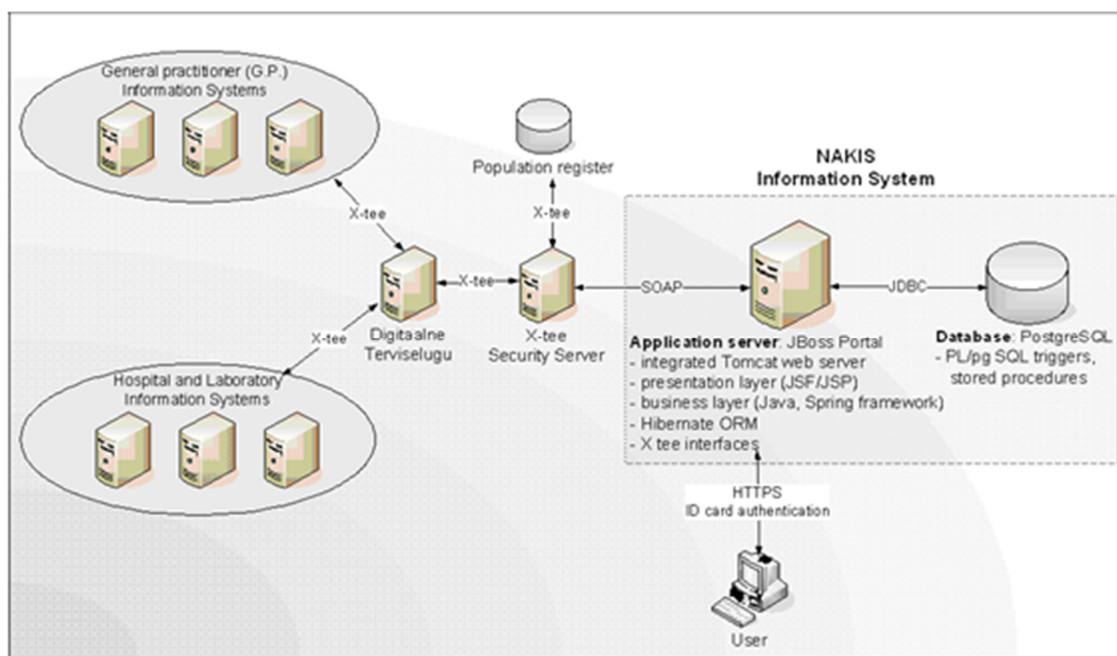 General practitioner (G.P.)
Information Systems
X-tee
Population register
X-tee
NAKIS
Information System
X-tee
Digitaalne
Terviselugu
X-tee
Security Server
SOAP
JDBC
Application server: JBoss Portal
- integrated Tomcat web server
- presentation layer (JSF/JSP)
- business layer (Java, Spring framework)
- Hibernate ORM
- X tee interfaces
Database: PostgreSQL
- PL/pg SQL triggers,
stored procedures
X-tee
Hospital and Laboratory
Information Systems
HTTPS
ID card authentication
User